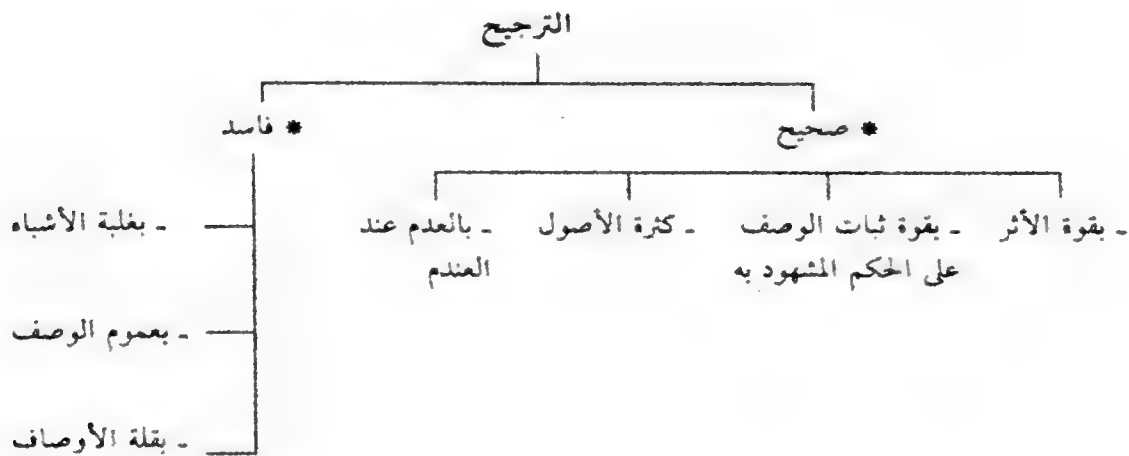 الترجيح
* صحيح
* فاسد
- بقوة الأثر
- بقوة ثبات الوصف
على الحكم المشهود به
- كثرة الأصول
- بالعدم عند
العدم
- بغلبة الأشباه
- بعموم الوصف
- بقلة الأوصاف